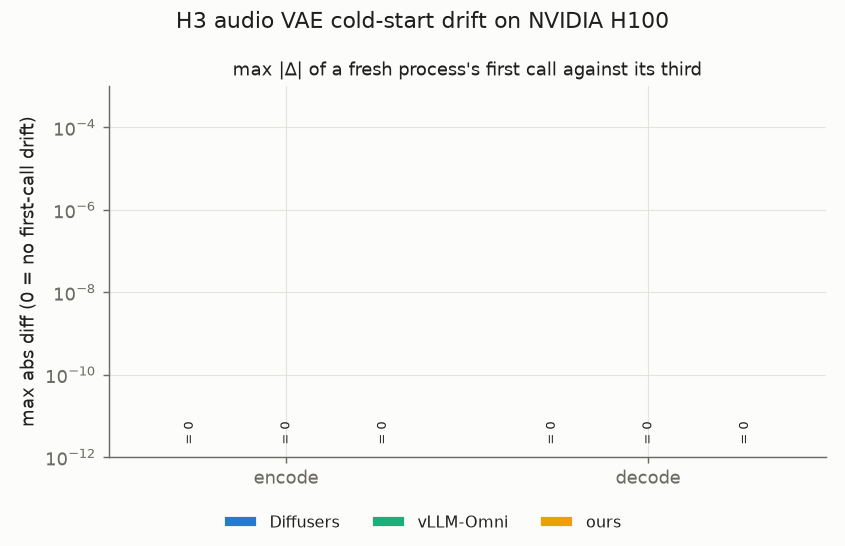 H3 audio VAE cold-start drift on NVIDIA H100
max |Δ| of a fresh process's first call against its third
max abs diff (0 = no first-call drift)
10⁻⁴
10⁻⁶
10⁻⁸
10⁻¹⁰
10⁻¹²
= 0
= 0
= 0
= 0
= 0
= 0
encode
decode
Diffusers
vLLM-Omni
ours